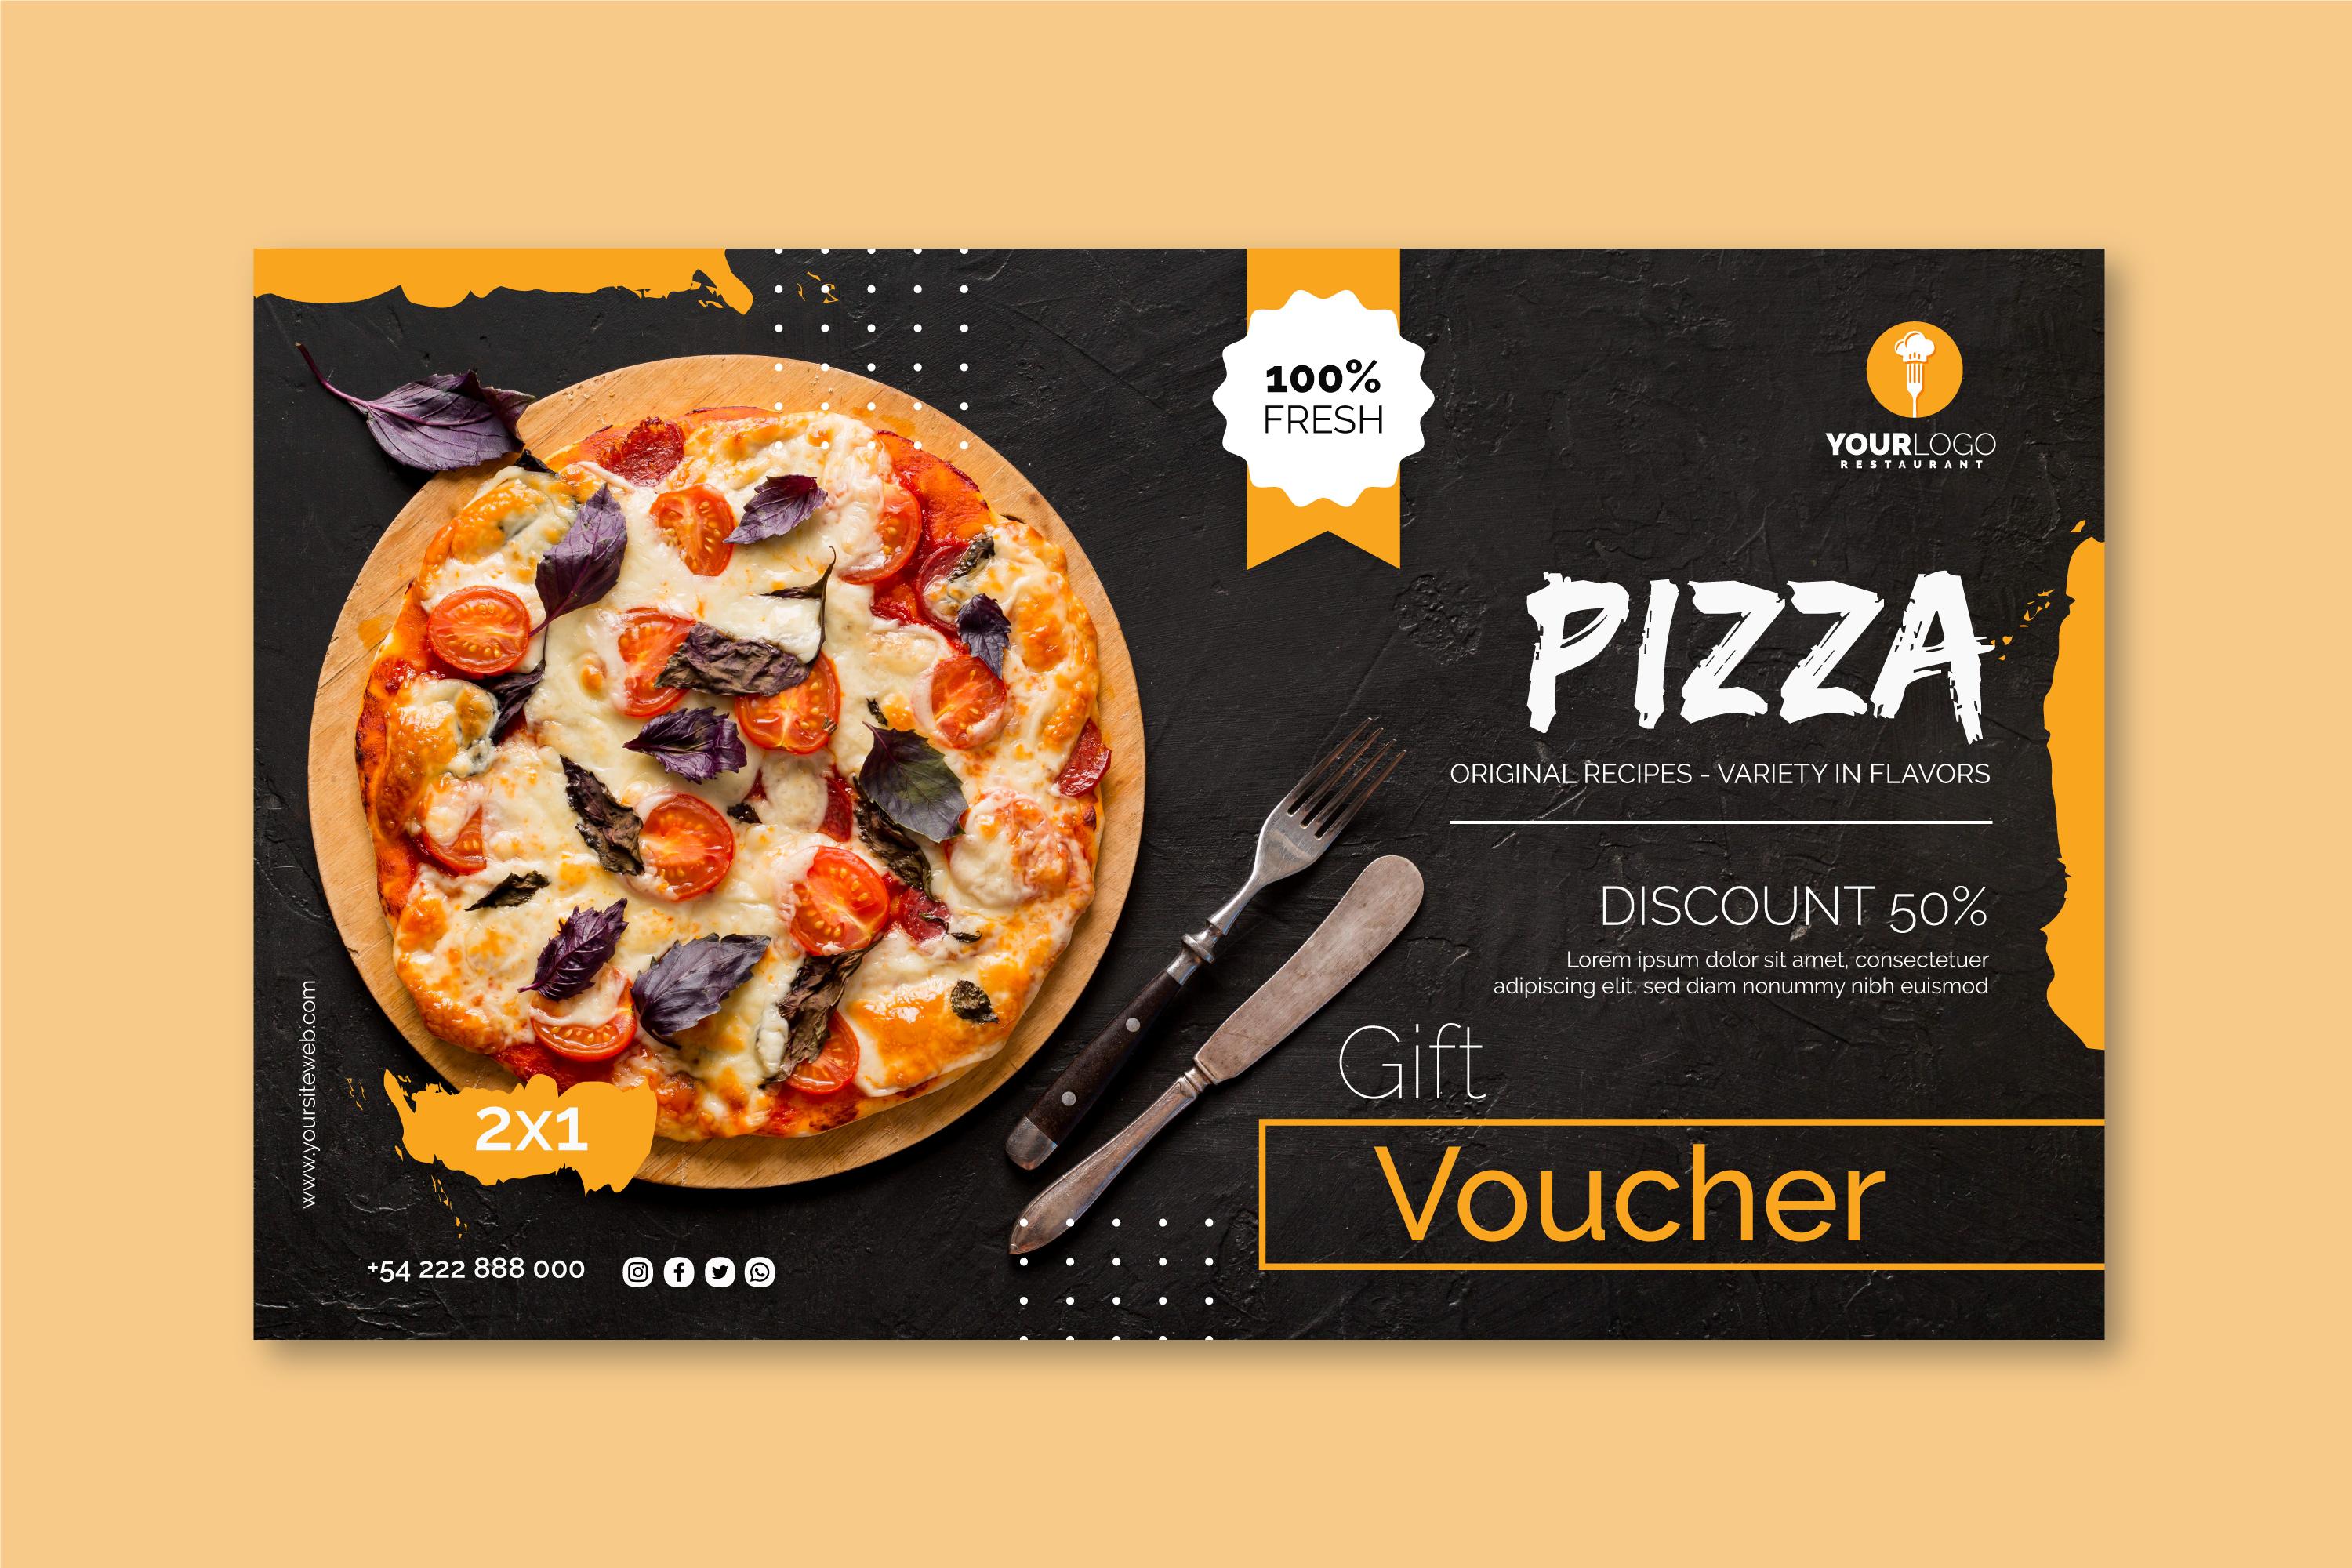 100%
FRESH
YOURLOGO
RESTAURANT
PIZZA
ORIGINAL RECIPES - VARIETY IN FLAVORS
DISCOUNT 50%
Lorem ipsum dolor sit amet, consectetuer
adipiscing elit, sed diam nonummy nibh euismod
Gift
Voucher
www.yoursiteweb.com
2x1
+54 222 888 000